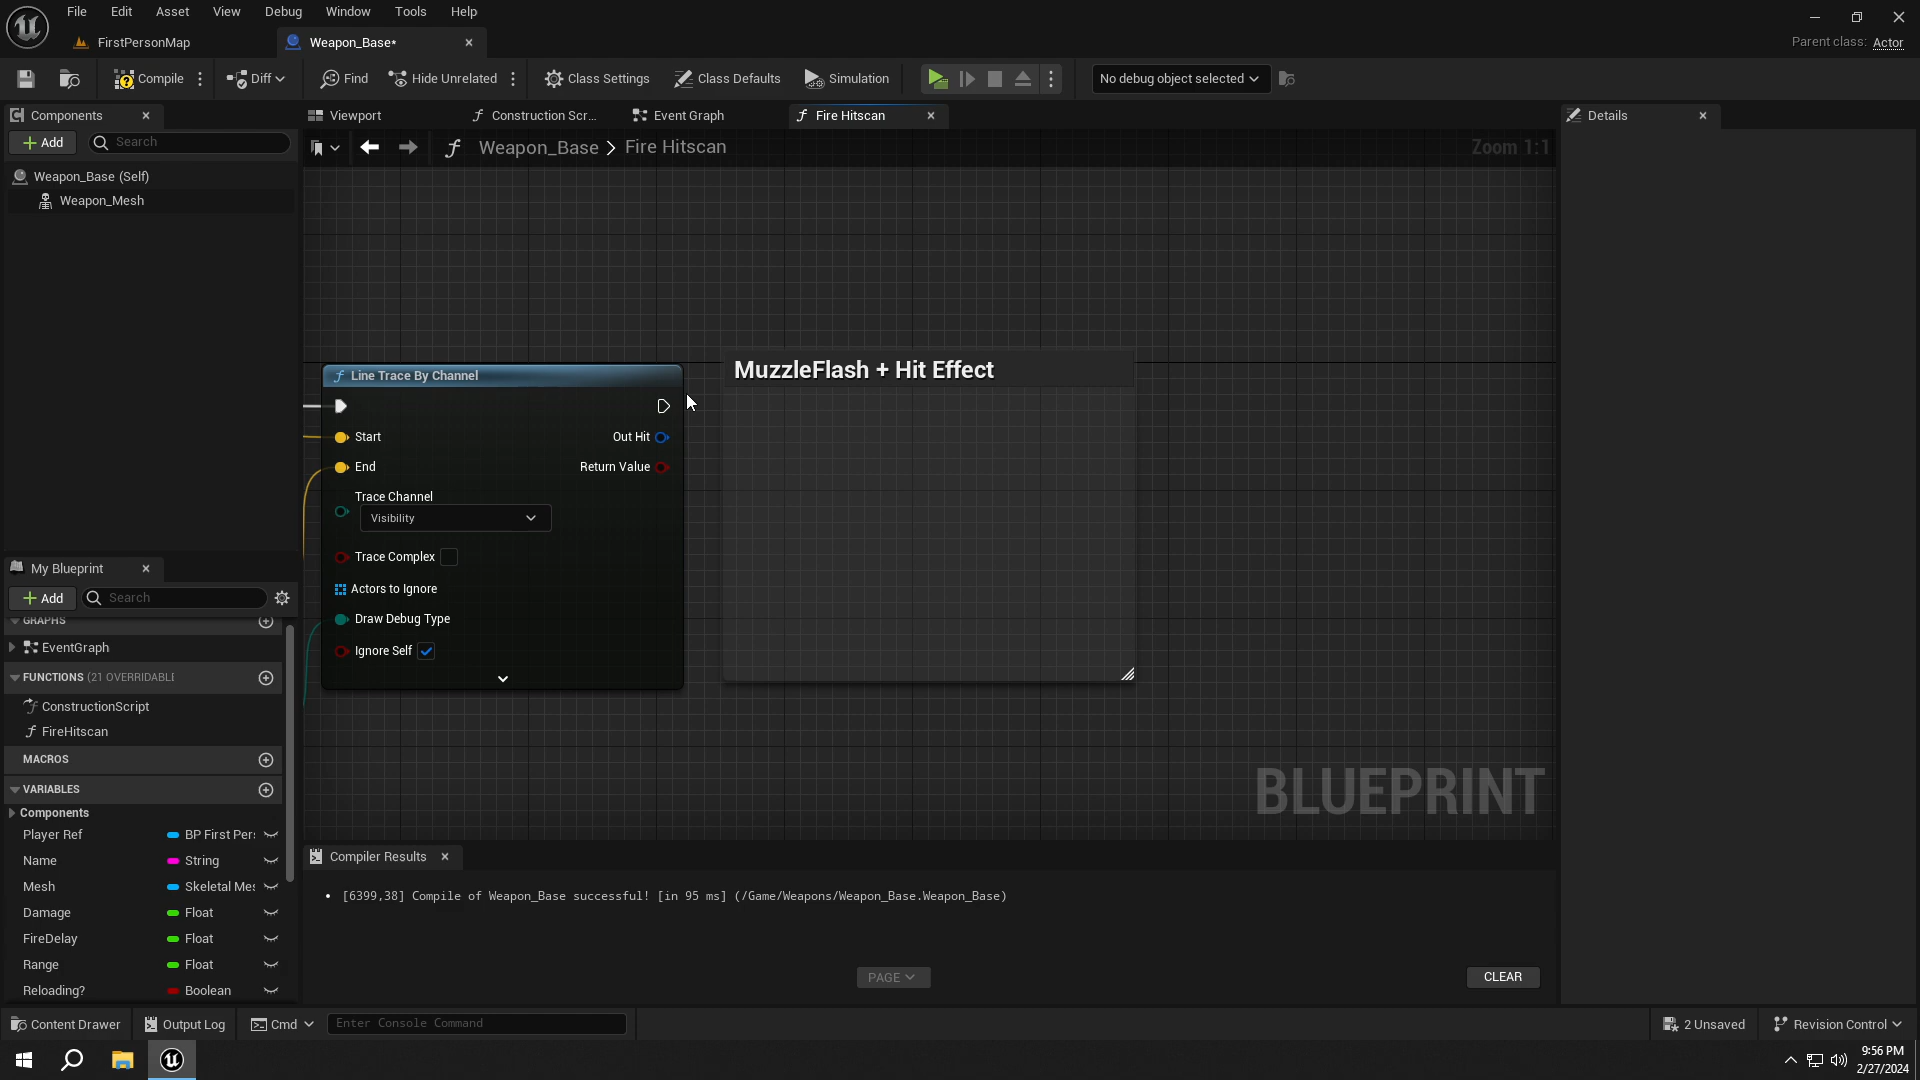 File Edit Asset View Debug Window Tools Help
FirstPersonMap
Weapon_Base*
Parent class: Actor
Compile
Diff
Find
Hide Unrelated
Class Settings
Class Defaults
Simulation
No debug object selected
Components
Viewport
Construction Scr...
Event Graph
Fire Hitscan
Details
Add
Search
Weapon_Base > Fire Hitscan
Zoom 1:1
Weapon_Base (Self)
Weapon_Mesh
Line Trace By Channel
Start
Out Hit
End
Return Value
Trace Channel
Visibility
Trace Complex
Actors to Ignore
Draw Debug Type
Ignore Self
MuzzleFlash + Hit Effect
BLUEPRINT
My Blueprint
Add
Search
GRAPHS
EventGraph
FUNCTIONS (21 OVERRIDABLE
ConstructionScript
FireHitscan
MACROS
VARIABLES
Components
Player Ref BP First Per
Name String
Mesh Skeletal Mes
Damage Float
FireDelay Float
Range Float
Reloading? Boolean
Compiler Results
• [6399,38] Compile of Weapon_Base successful! [in 95 ms] (/Game/Weapons/Weapon_Base.Weapon_Base)
PAGE
CLEAR
Content Drawer
Output Log
Cmd
Enter Console Command
2 Unsaved
Revision Control
9:56 PM
2/27/2024